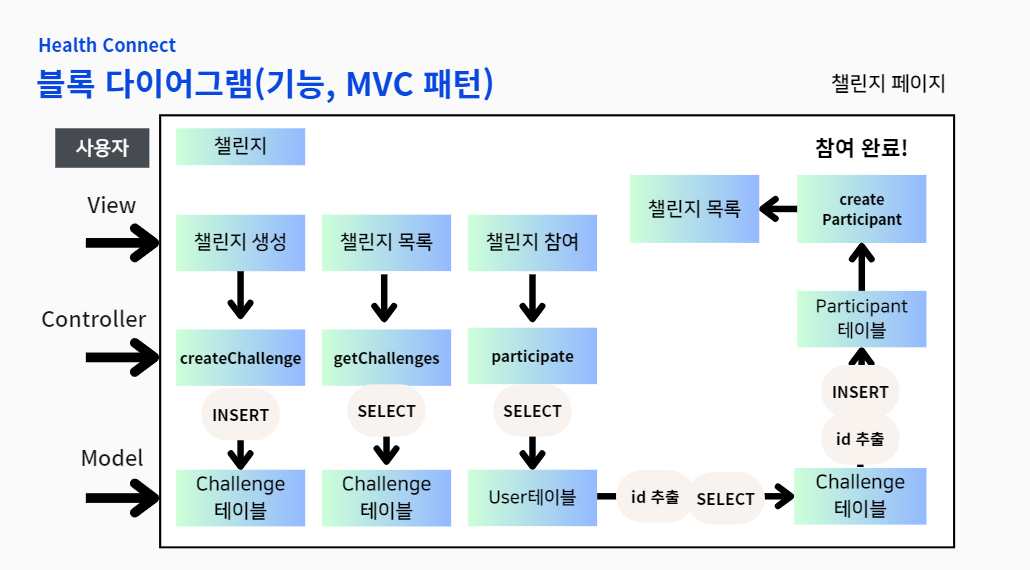 Health Connect
블록 다이어그램(기능, MVC 패턴)
챌린지 페이지
사용자
챌린지
참여 완료!
View
챌린지 생성
챌린지 목록
챌린지 참여
챌린지 목록
create
Participant
Controller
createChallenge
getChallenges
participate
Participant
테이블
INSERT
SELECT
SELECT
INSERT
id 추출
Model
Challenge
테이블
Challenge
테이블
User테이블
id 추출
SELECT
Challenge
테이블